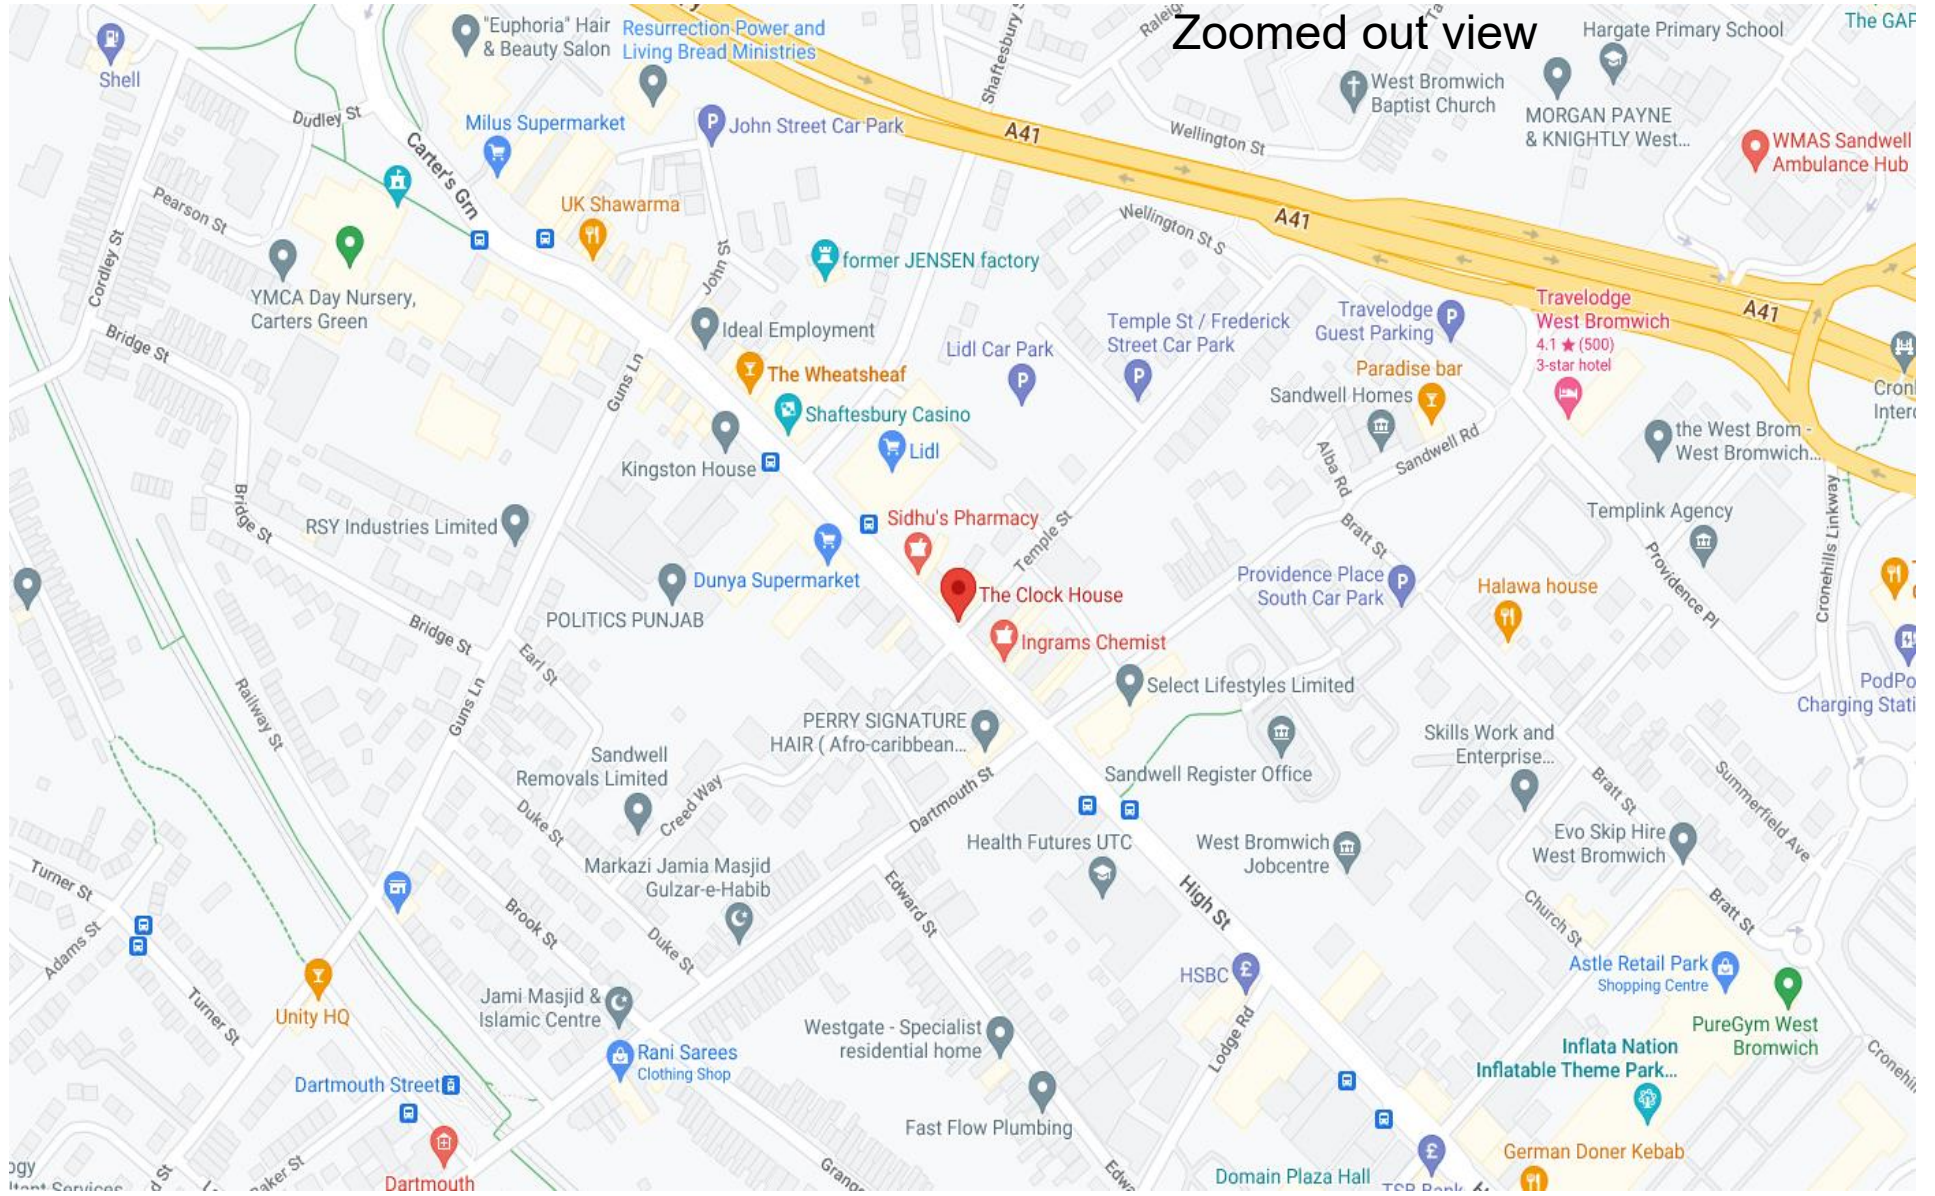 Zoomed out view
"Euphoria" Hair
& Beauty Salon
Resurrection Power and
Living Bread Ministries
Shaftesbury
Hargate Primary School
The GAP
Shell
West Bromwich
Baptist Church
MORGAN PAYNE
& KNIGHTLY West...
Dudley St
Milus Supermarket
John Street Car Park
A41
Wellington St
WMAS Sandwell
Ambulance Hub
Carter's Grn
Pearson St
UK Shawarma
Wellington St S
A41
Cordley St
John St
former JENSEN factory
YMCA Day Nursery,
Carters Green
Travelodge
Guest Parking
Travelodge
West Bromwich
4.1 ★ (500)
3-star hotel
A41
Bridge St
Ideal Employment
Lidl Car Park
Temple St / Frederick
Street Car Park
Guns Ln
The Wheatsheaf
Paradise bar
Sandwell Homes
Shaftesbury Casino
Kingston House
Lidl
Alba Rd
Sandwell Rd
the West Brom -
West Bromwich...
Bridge St
RSY Industries Limited
Sidhu's Pharmacy
Temple St
Bratt St
Templink Agency
Cronehills Linkway
Dunya Supermarket
The Clock House
Providence Place
South Car Park
Halawa house
Providence Pl
POLITICS PUNJAB
Bridge St
Earl St
Ingrams Chemist
Railway St
Guns Ln
Select Lifestyles Limited
PodPo
Charging Stati
PERRY SIGNATURE
HAIR ( Afro-caribbean...
Skills Work and
Enterprise...
Sandwell
Removals Limited
Creed Way
Dartmouth St
Sandwell Register Office
Bratt St
Summerfield Ave
Duke St
Health Futures UTC
West Bromwich
Jobcentre
Evo Skip Hire
West Bromwich
Turner St
Markazi Jamia Masjid
Gulzar-e-Habib
Edward St
High St
Church St
Bratt St
Adams St
Brook St
Duke St
HSBC
Astle Retail Park
Shopping Centre
Turner St
Unity HQ
Jami Masjid &
Islamic Centre
Westgate - Specialist
residential home
Lodge Rd
PureGym West
Bromwich
Rani Sarees
Clothing Shop
Inflata Nation
Inflatable Theme Park...
Dartmouth Street
Fast Flow Plumbing
German Doner Kebab
Domain Plaza Hall
TSB Bank
Dartmouth